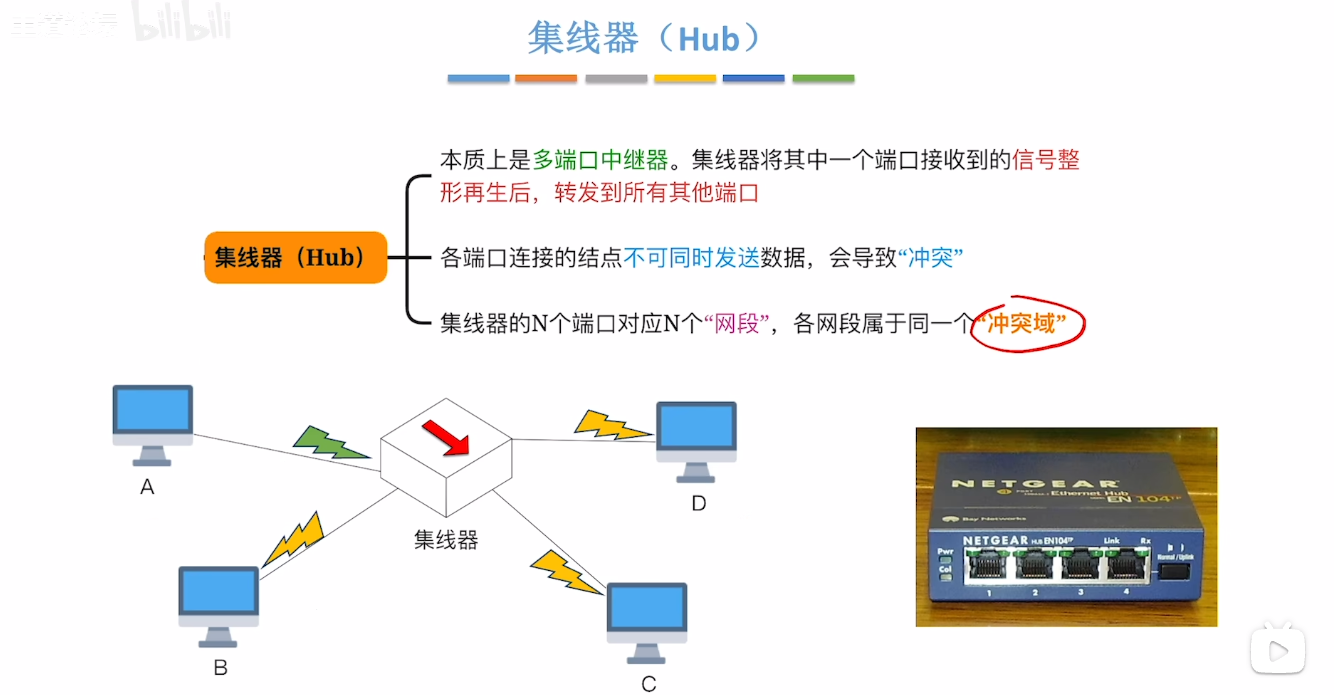 bilibili
集线器（Hub）
本质上是多端口中继器。集线器将其中一个端口接收到的信号整
形再生后，转发到所有其他端口
集线器（Hub）
各端口连接的结点不可同时发送数据，会导致“冲突”
集线器的N个端口对应N个“网段”，各网段属于同一个“冲突域”
A
D
集线器
B
C
NETGEAR
Ethernet Hub
EN 104TP
Bay Networks
NETGEAR HUB EN104TP
Link Rx
Pwr
Col
Normal/Uplink
1 2 3 4